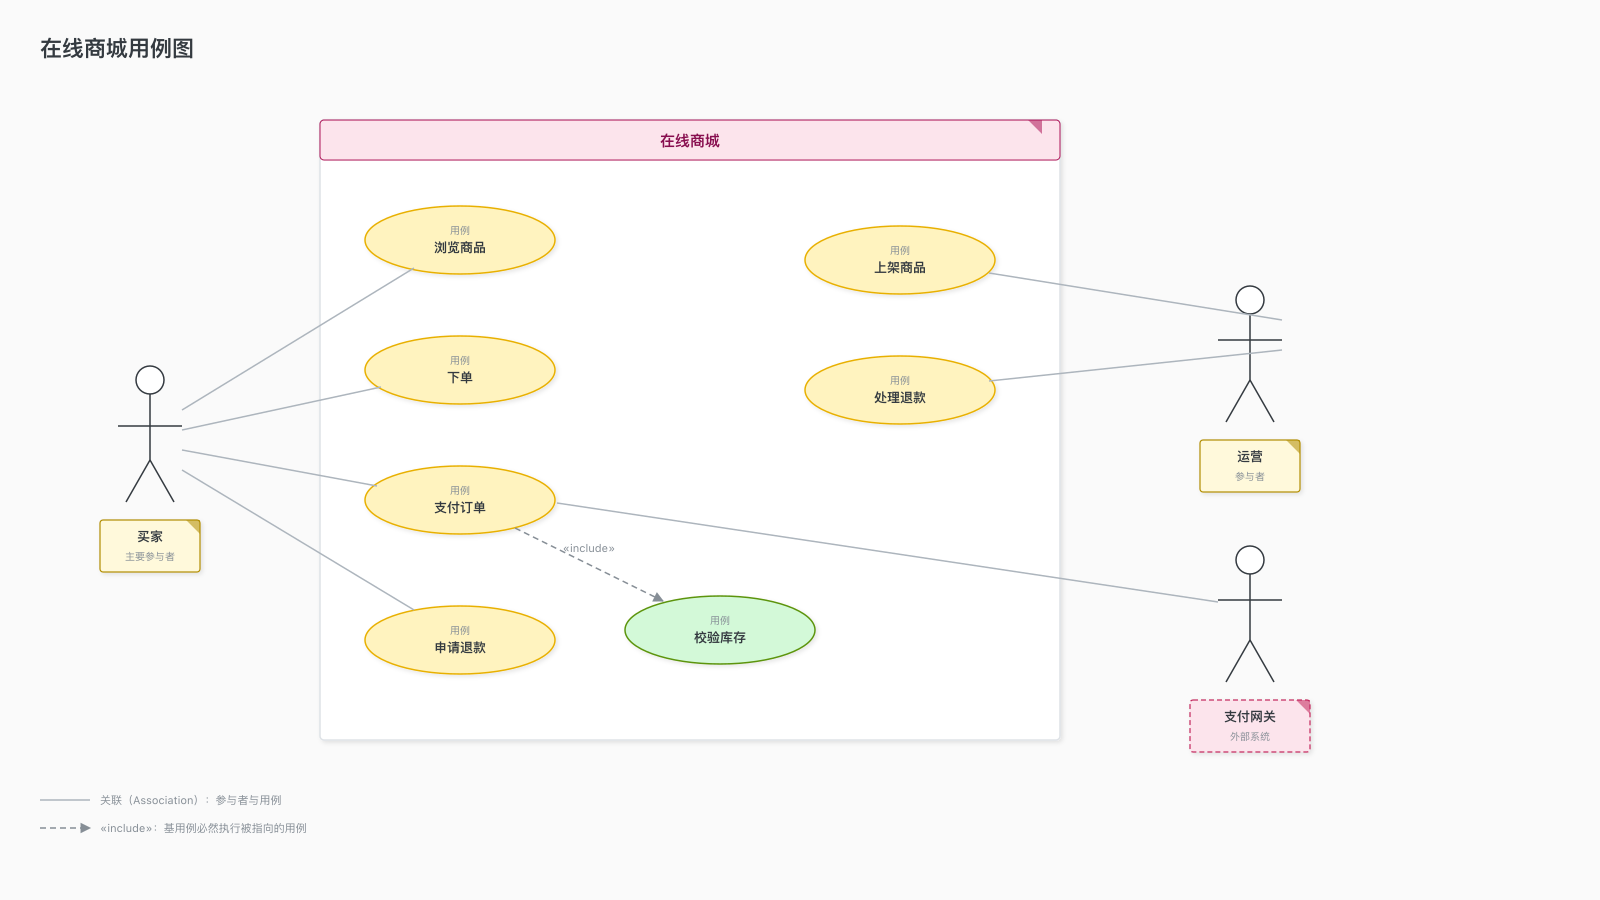 在线商城用例图
在线商城
用例
浏览商品
用例
上架商品
用例
下单
用例
处理退款
运营
参与者
用例
支付订单
买家
主要参与者
«include»
用例
申请退款
用例
校验库存
支付网关
外部系统
关联（Association）：参与者与用例
«include»：基用例必然执行被指向的用例